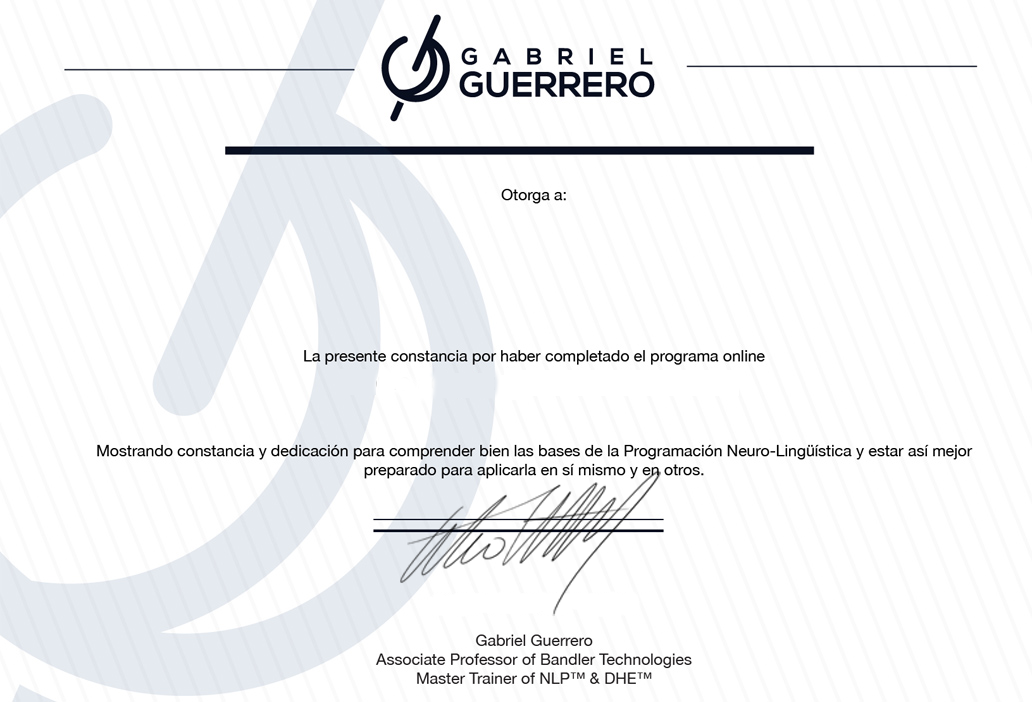 GABRIEL
GUERRERO
Otorga a:
La presente constancia por haber completado el programa online
Mostrando constancia y dedicación para comprender bien las bases de la Programación Neuro-Lingüística y estar así mejor
preparado para aplicarla en sí mismo y en otros.
Gabriel Guerrero
Associate Professor of Bandler Technologies
Master Trainer of NLP™ & DHE™